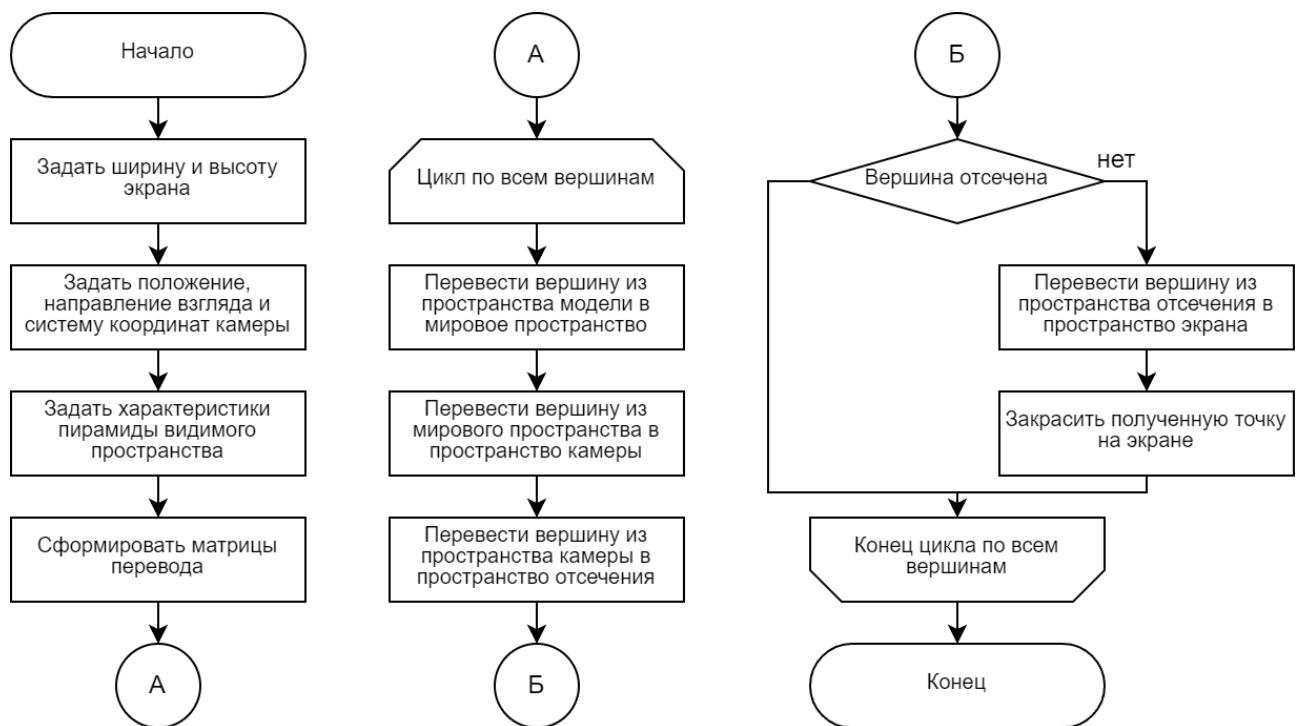 Начало
Задать ширину и высоту
экрана
Задать положение,
направление взгляда и
систему координат камеры
Задать характеристики
пирамиды видимого
пространства
Сформировать матрицы
перевода
А
А
Цикл по всем вершинам
Перевести вершину из
пространства модели в
мировое пространство
Перевести вершину из
мирового пространства в
пространство камеры
Перевести вершину из
пространства камеры в
пространство отсечения
Б
Б
Вершина отсечена
нет
Перевести вершину из
пространства отсечения в
пространство экрана
Закрасить полученную точку
на экране
Конец цикла по всем
вершинам
Конец